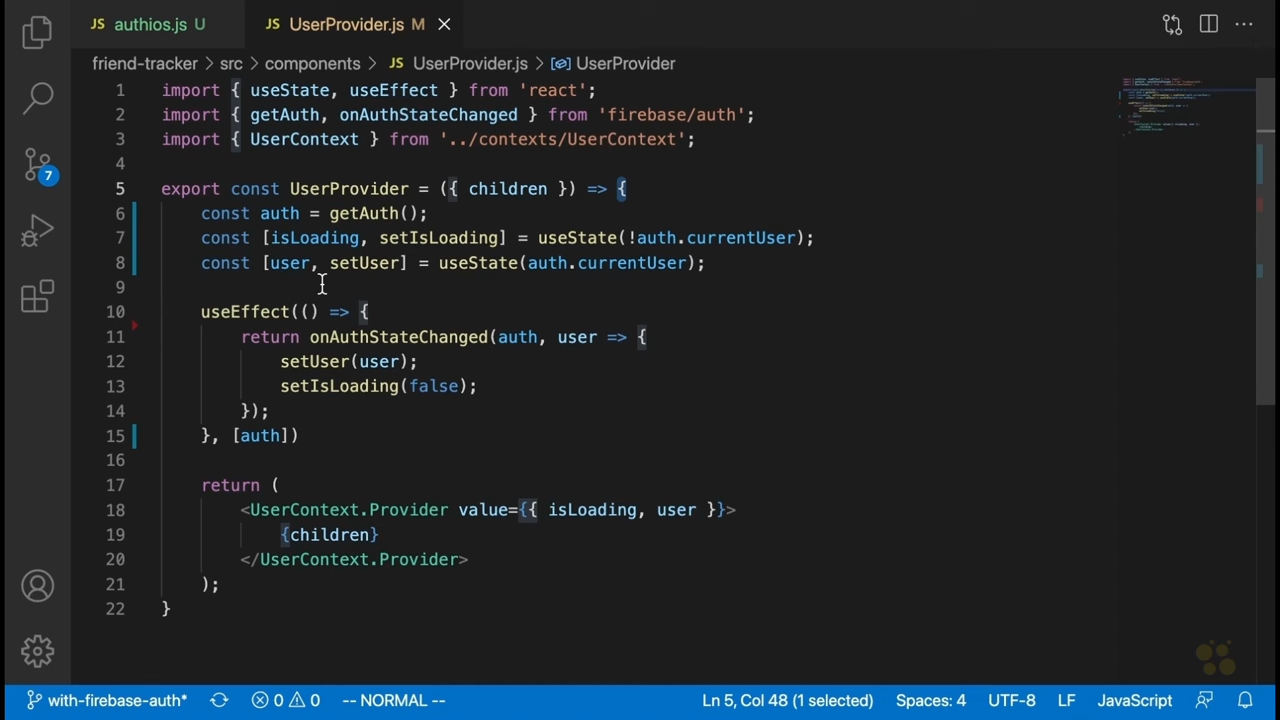 JS authios.js U JS UserProvider.js M
friend-tracker > src > components > JS UserProvider.js > UserProvider
1 import { useState, useEffect } from 'react';
2 import { getAuth, onAuthStateChanged } from 'firebase/auth';
3 import { UserContext } from '../contexts/UserContext';
4
5 export const UserProvider = ({ children }) => {
6 const auth = getAuth();
7 const [isLoading, setIsLoading] = useState(!auth.currentUser);
8 const [user, setUser] = useState(auth.currentUser);
9
10 useEffect(() => {
11 return onAuthStateChanged(auth, user => {
12 setUser(user);
13 setIsLoading(false);
14 });
15 }, [auth])
16
17 return (
18 <UserContext.Provider value={{ isLoading, user }}>
19 {children}
20 </UserContext.Provider>
21 );
22 }
7
with-firebase-auth* 0 0 -- NORMAL -- Ln 5, Col 48 (1 selected) Spaces: 4 UTF-8 LF JavaScript